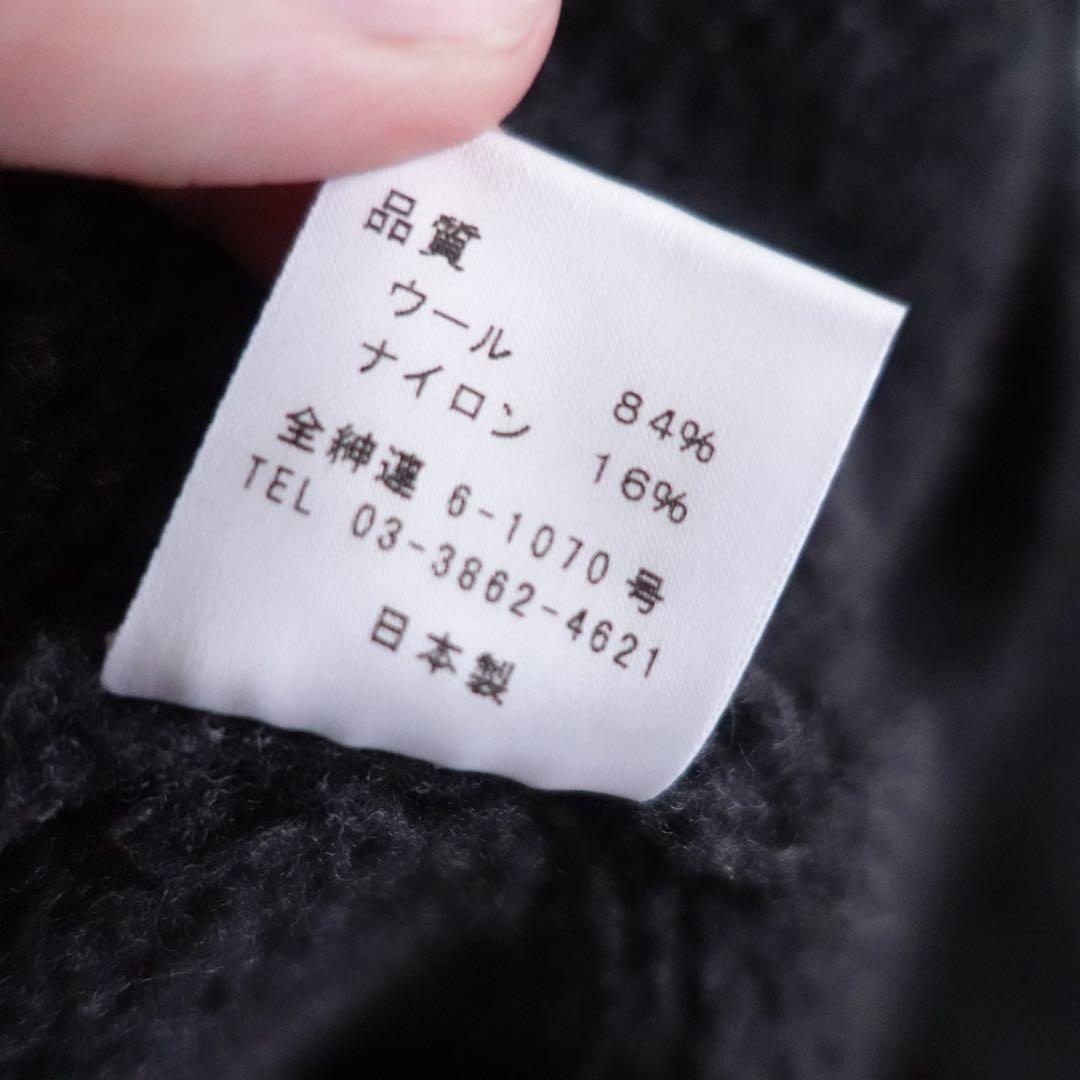 品質
ウール 84%
ナイロン 16%
全紳連 6-1070号
TEL 03-3862-4621
日本製